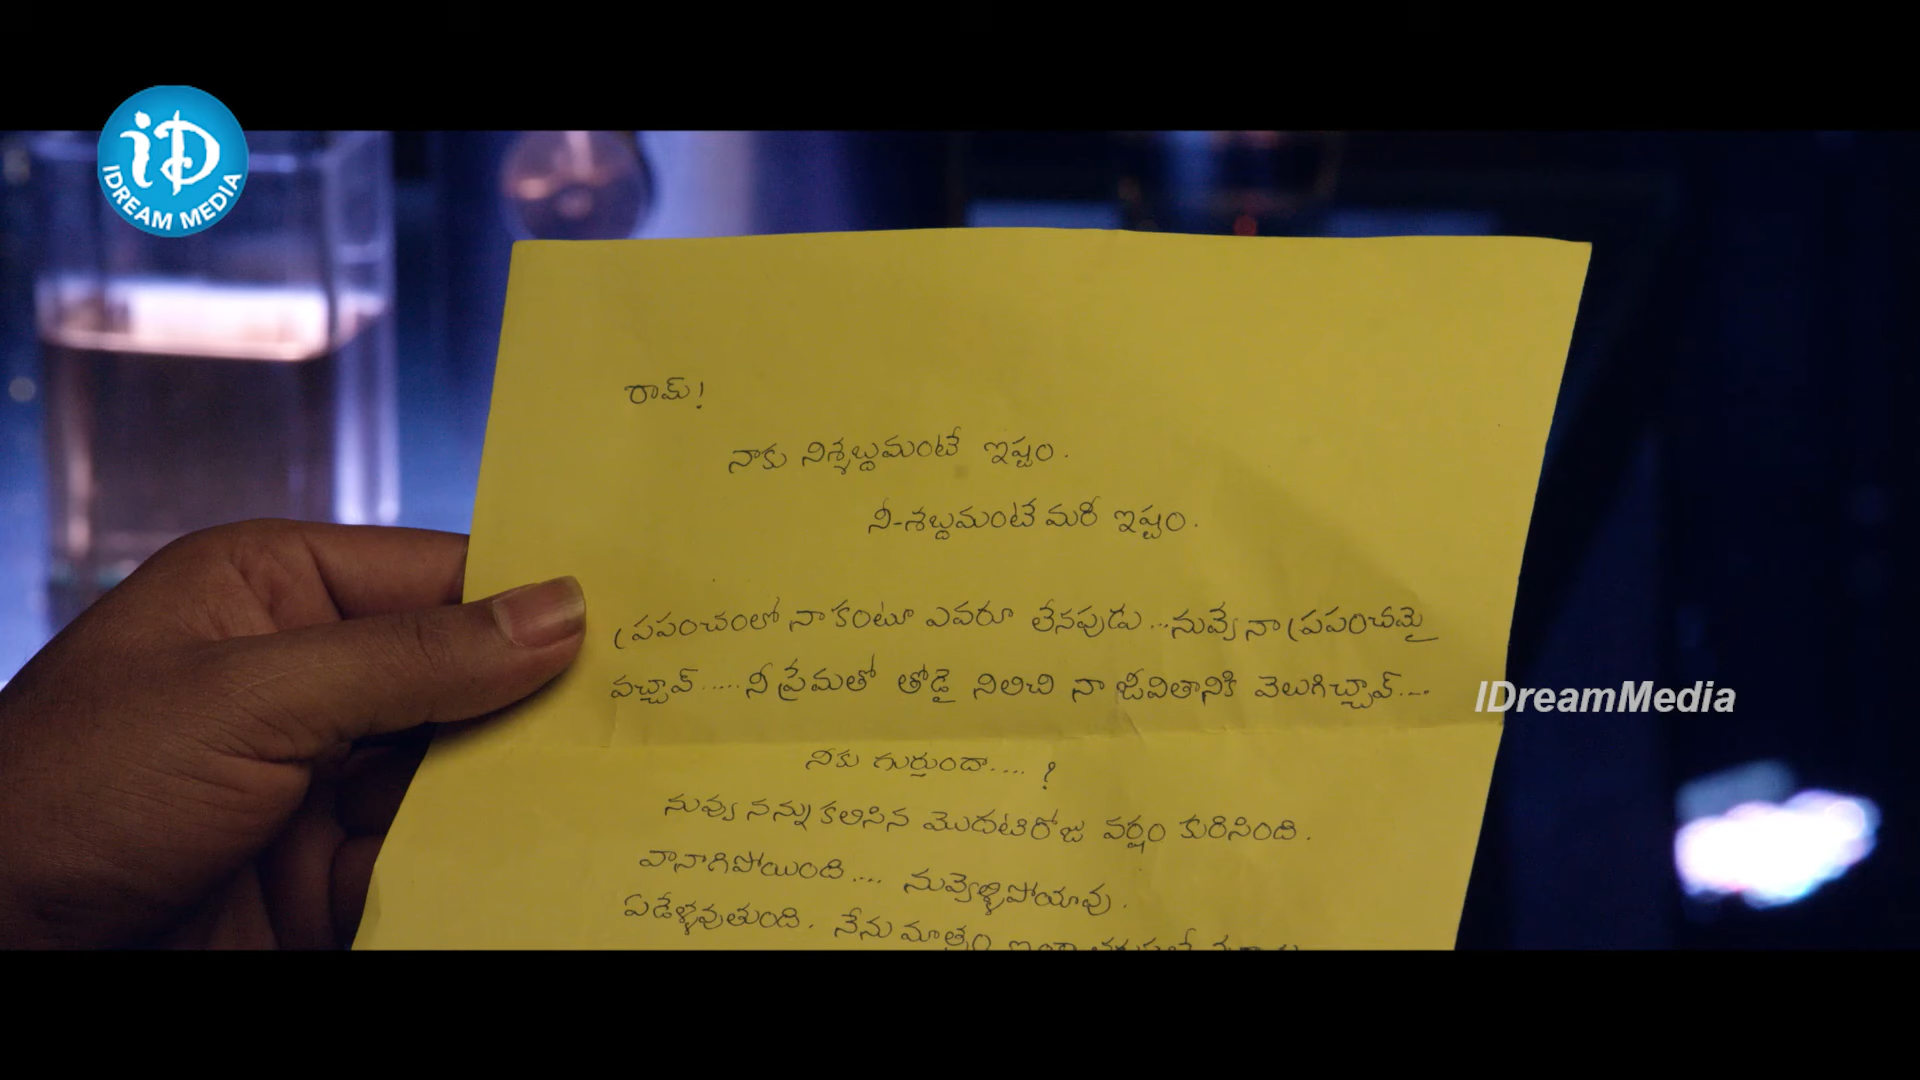 iD
IDREAM MEDIA
రామ్!
నాకు నిశ్శబ్దమంటే ఇష్టం.
నీ-శబ్దమంటే మరీ ఇష్టం.
ప్రపంచంలో నాకంటూ ఎవరూ లేనపుడు...నువ్వే నా ప్రపంచమై
వచ్చావ్.....నీ ప్రేమతో తోడై నిలిచి నా జీవితానికి వెలుగిచ్చావ్....
IDreamMedia
నీకు గుర్తుందా....?
నువ్వు నన్ను కలిసిన మొదటిరోజు వర్షం కురిసింది.
వానాగిపోయింది.... నువ్వెళ్ళిపోయావు.
ఏడేళ్ళవుతుంది. నేను మాత్రం ఇంకా